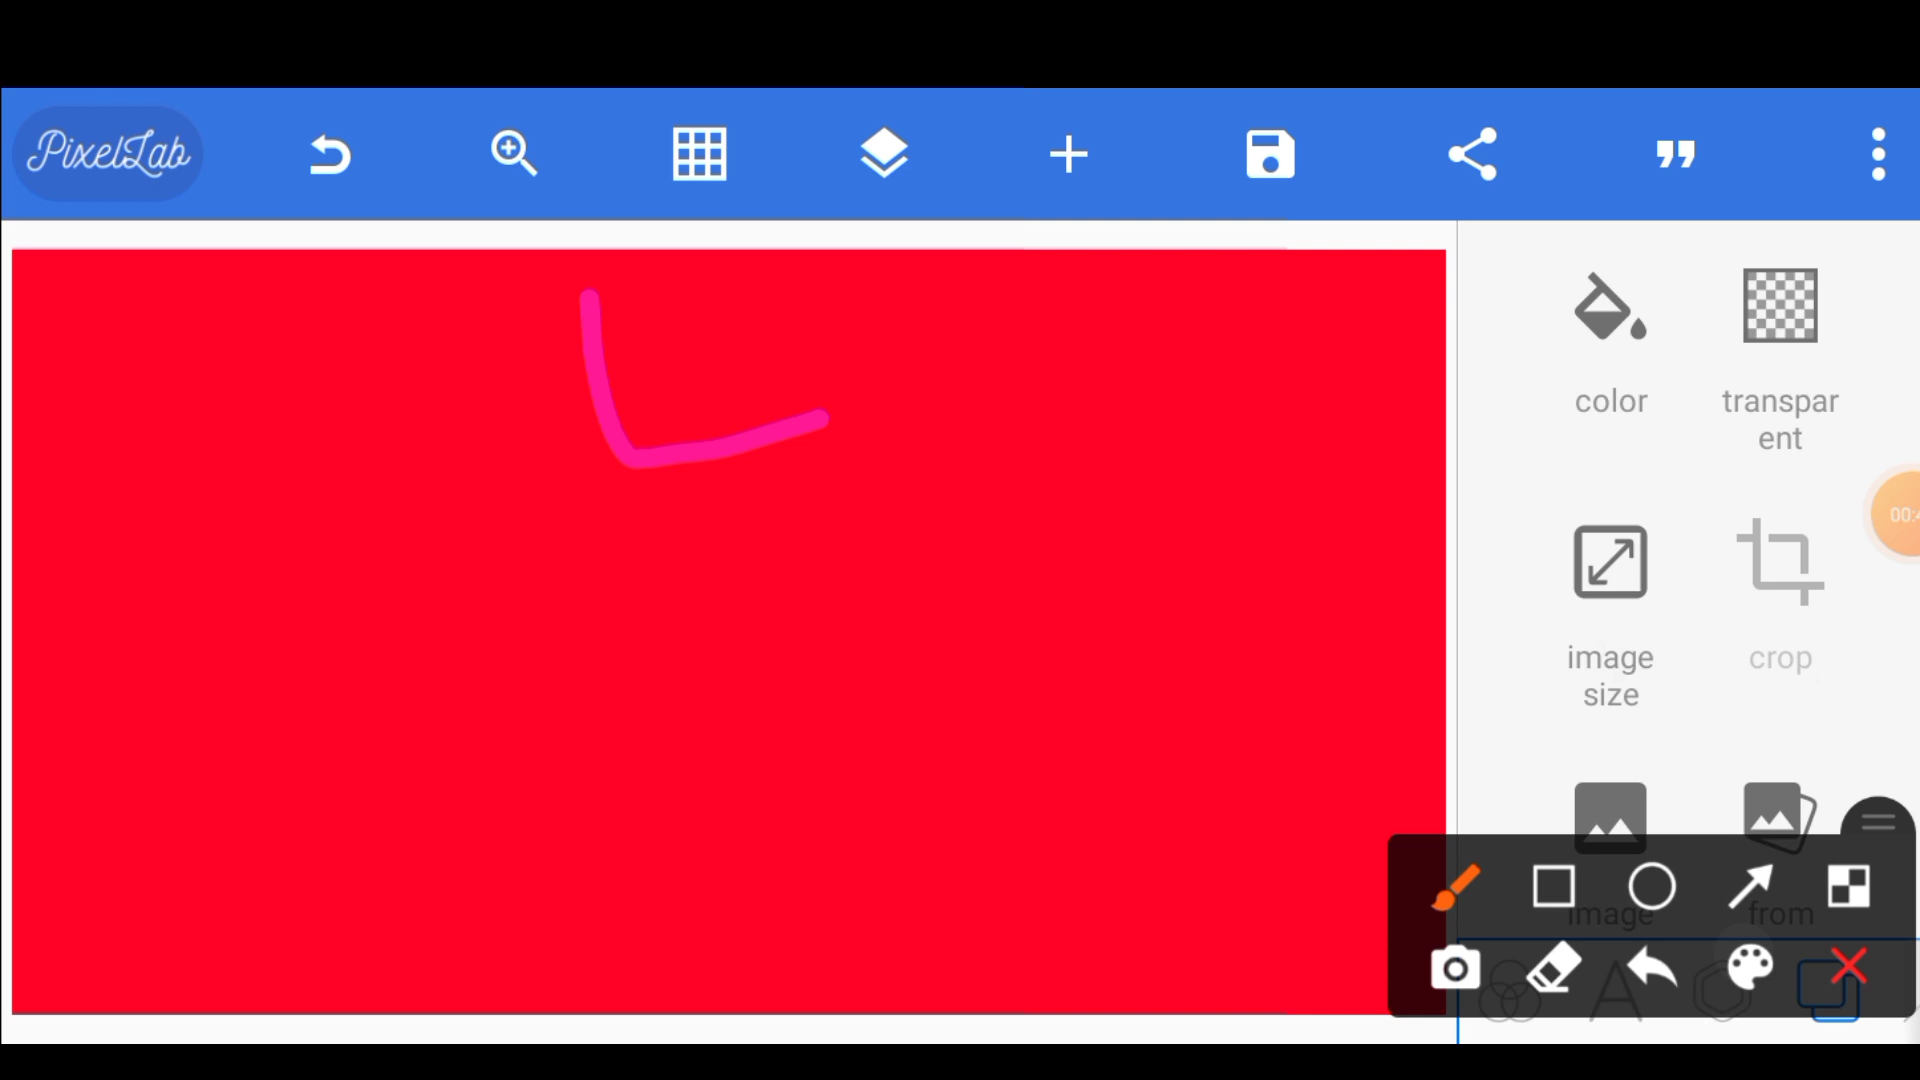 PixelLab
color
transpar
ent
image
size
crop
image
from